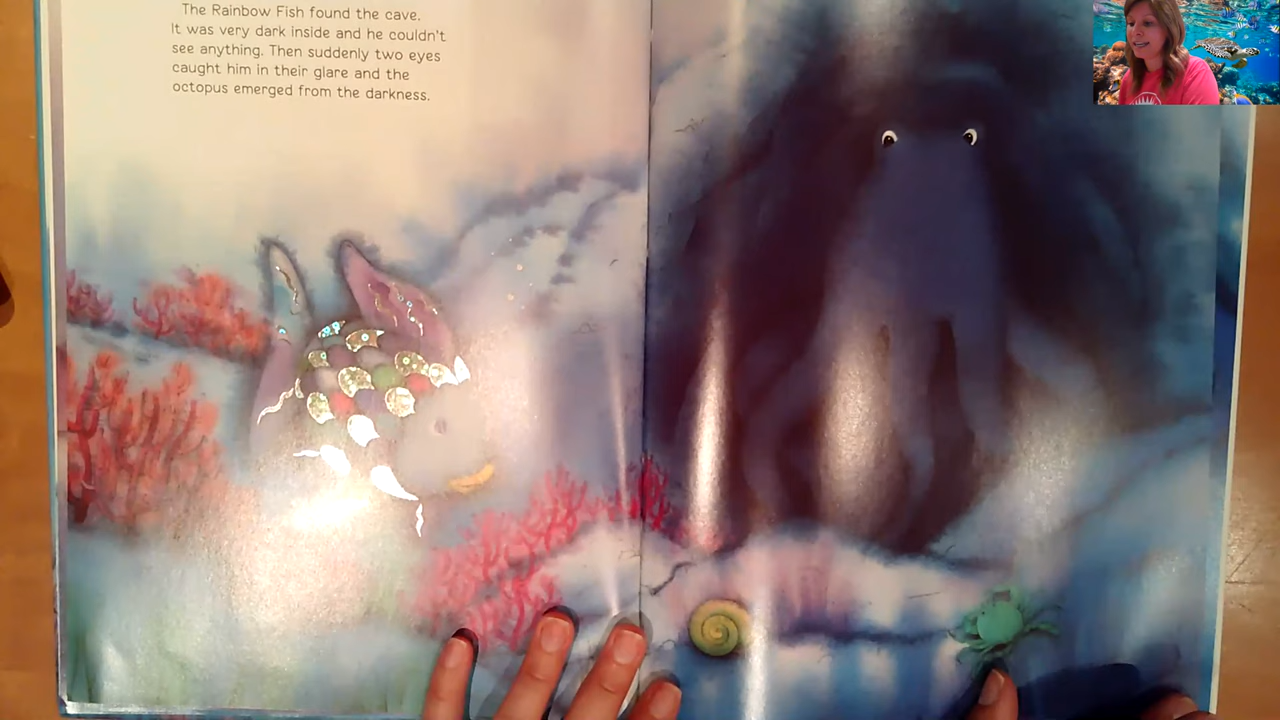 The Rainbow Fish found the cave.
It was very dark inside and he couldn't
see anything. Then suddenly two eyes
caught him in their glare and the
octopus emerged from the darkness.